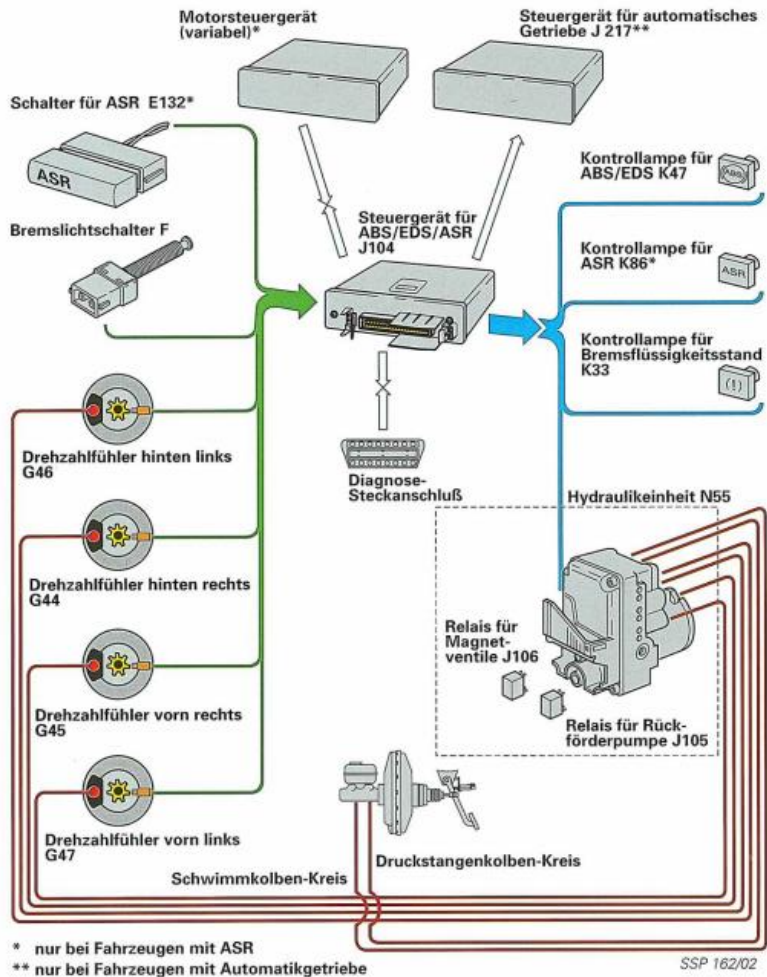 Motorsteuergerät
(variabel)*
Steuergerät für automatisches
Getriebe J 217**
Schalter für ASR E132*
ASR
Kontrollampe für
ABS/EDS K47
ABS
Bremslichtschalter F
Steuergerät für
ABS/EDS/ASR
J104
Kontrollampe für
ASR K86*
ASR
Kontrollampe für
Bremsflüssigkeitsstand
K33
(!)
Drehzahlfühler hinten links
G46
Diagnose-
Steckanschluß
Hydraulikeinheit N55
Drehzahlfühler hinten rechts
G44
Relais für
Magnet-
ventile J106
Drehzahlfühler vorn rechts
G45
Relais für Rück-
förderpumpe J105
Drehzahlfühler vorn links
G47
Schwimmkolben-Kreis
Druckstangenkolben-Kreis
* nur bei Fahrzeugen mit ASR
** nur bei Fahrzeugen mit Automatikgetriebe
SSP 162/02